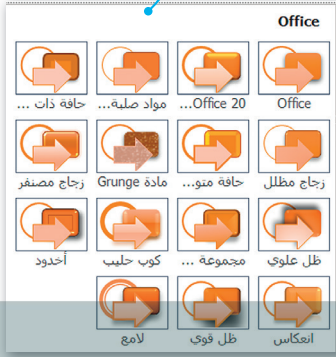 Office
Office
Office 20...
مواد صلبة...
حافة ذات ...
زجاج مظلل
حافة متو...
مادة Grunge
زجاج مصنفر
ظل علوي
مجموعة ...
كوب حليب
أخدود
انعكاس
ظل قوي
لامع